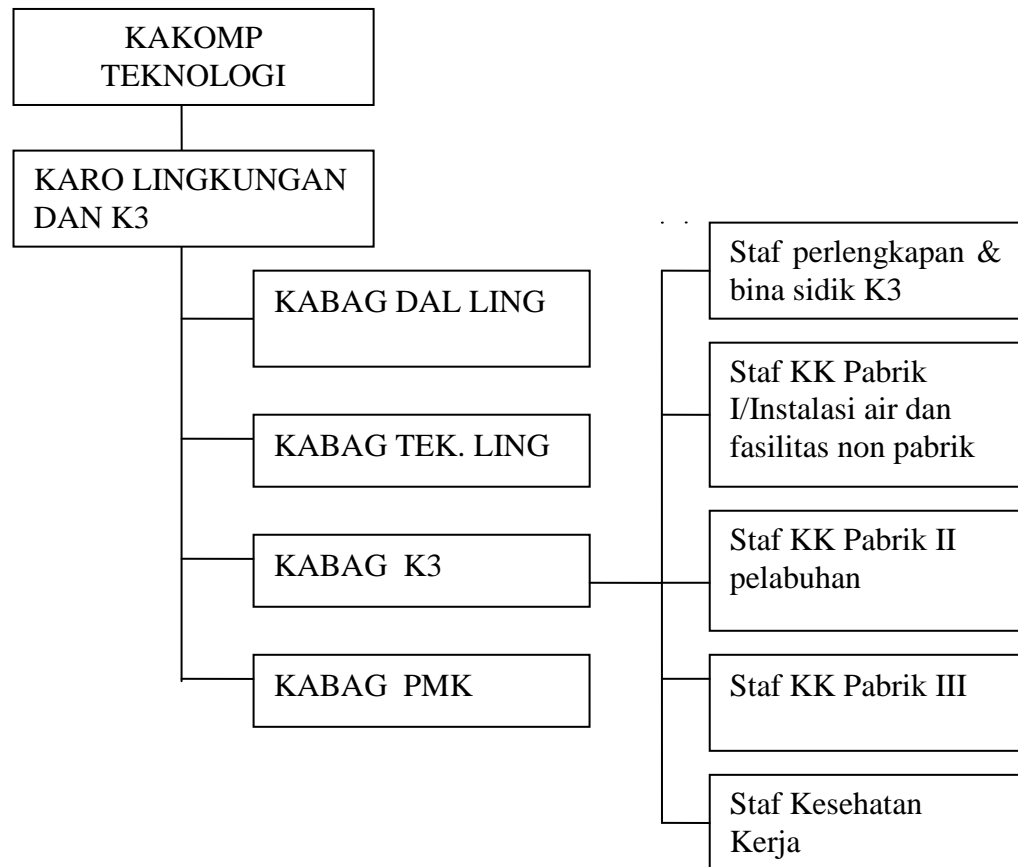 KAKOMP
TEKNOLOGI
KARO LINGKUNGAN
DAN K3
KABAG DAL LING
KABAG TEK. LING
KABAG K3
KABAG PMK
Staf perlengkapan &
bina sidik K3
Staf KK Pabrik
I/Instalasi air dan
fasilitas non pabrik
Staf KK Pabrik II
pelabuhan
Staf KK Pabrik III
Staf Kesehatan
Kerja